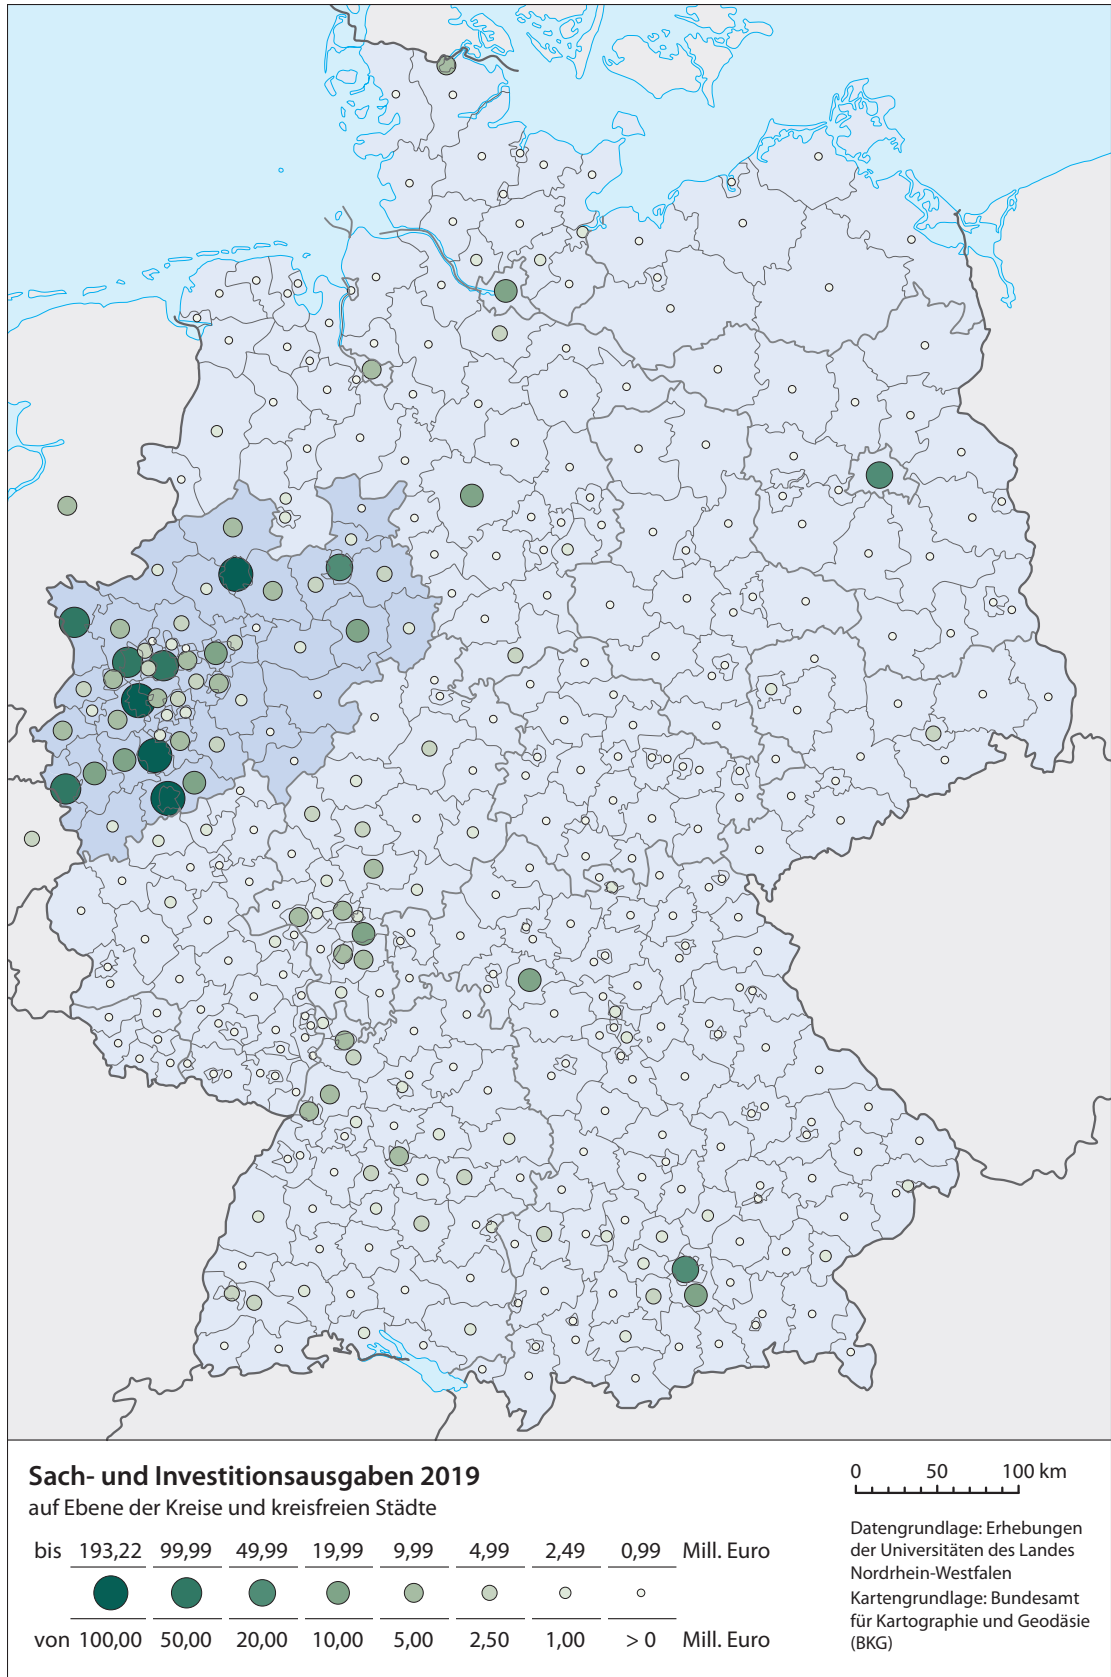 Sach- und Investitionsausgaben 2019
auf Ebene der Kreise und kreisfreien Städte
bis 193,22 99,99 49,99 19,99 9,99 4,99 2,49 0,99 Mill. Euro
von 100,00 50,00 20,00 10,00 5,00 2,50 1,00 > 0 Mill. Euro
0 50 100 km
Datengrundlage: Erhebungen
der Universitäten des Landes
Nordrhein-Westfalen
Kartengrundlage: Bundesamt
für Kartographie und Geodäsie
(BKG)